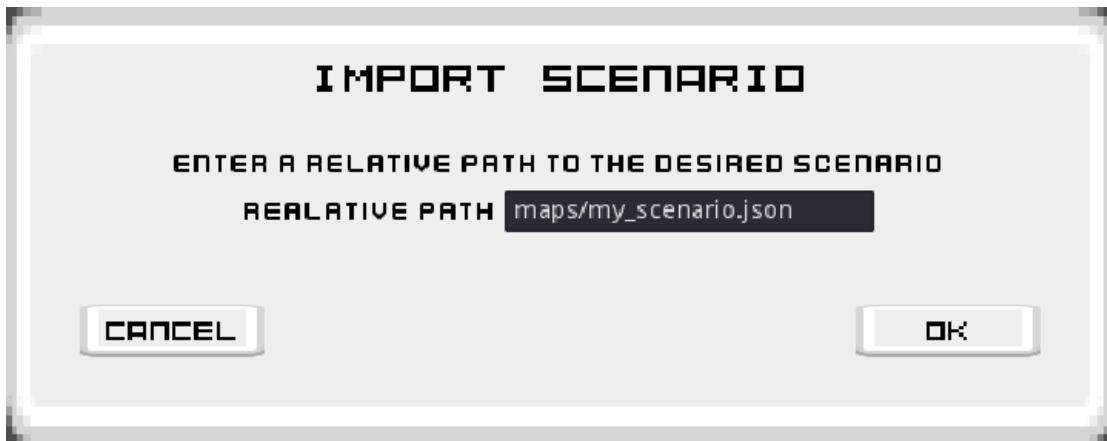 IMPORT SCENARIO
ENTER A RELATIVE PATH TO THE DESIRED SCENARIO
REALATIVE PATH maps/my_scenario.json
CANCEL OK